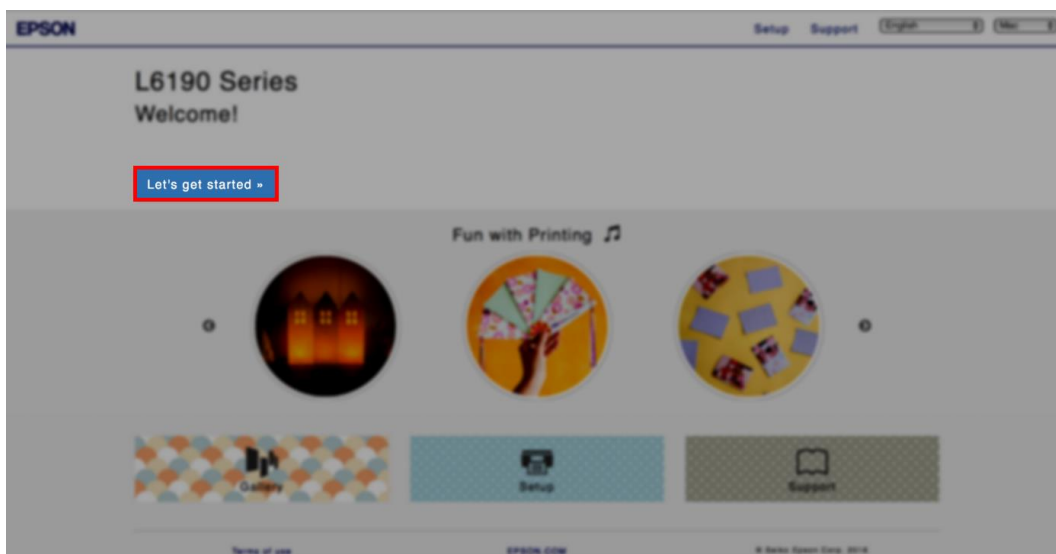 EPSON
Setup Support English Mac
L6190 Series
Welcome!
Let's get started »
Fun with Printing
Gallery
Setup
Support
Terms of use
EPSON.COM
© Seiko Epson Corp. 2018